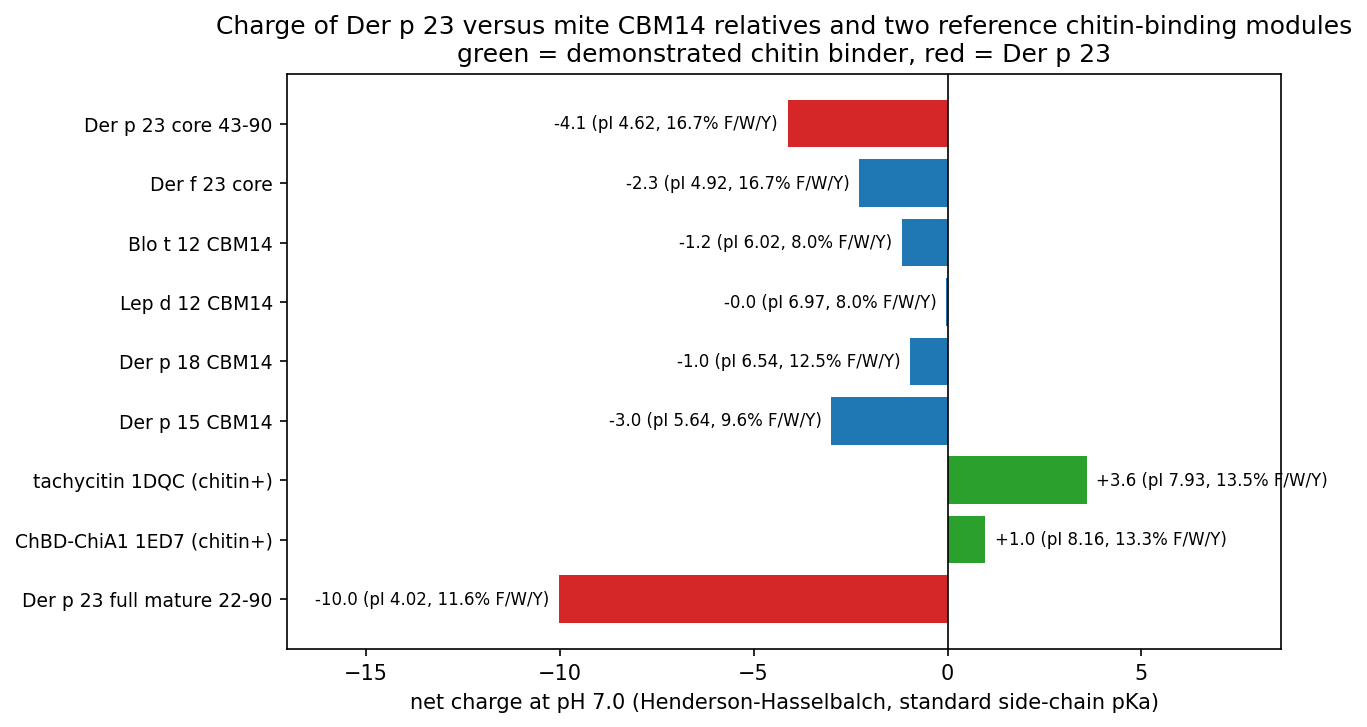 Charge of Der p 23 versus mite CBM14 relatives and two reference chitin-binding modules
green = demonstrated chitin binder, red = Der p 23
Der p 23 core 43-90
-4.1 (pI 4.62, 16.7% F/W/Y)
Der f 23 core
-2.3 (pI 4.92, 16.7% F/W/Y)
Blo t 12 CBM14
-1.2 (pI 6.02, 8.0% F/W/Y)
Lep d 12 CBM14
-0.0 (pI 6.97, 8.0% F/W/Y)
Der p 18 CBM14
-1.0 (pI 6.54, 12.5% F/W/Y)
Der p 15 CBM14
-3.0 (pI 5.64, 9.6% F/W/Y)
tachycitin 1DQC (chitin+)
+3.6 (pI 7.93, 13.5% F/W/Y)
ChBD-ChiA1 1ED7 (chitin+)
+1.0 (pI 8.16, 13.3% F/W/Y)
Der p 23 full mature 22-90
-10.0 (pI 4.02, 11.6% F/W/Y)
−15 −10 −5 0 5
net charge at pH 7.0 (Henderson-Hasselbalch, standard side-chain pKa)